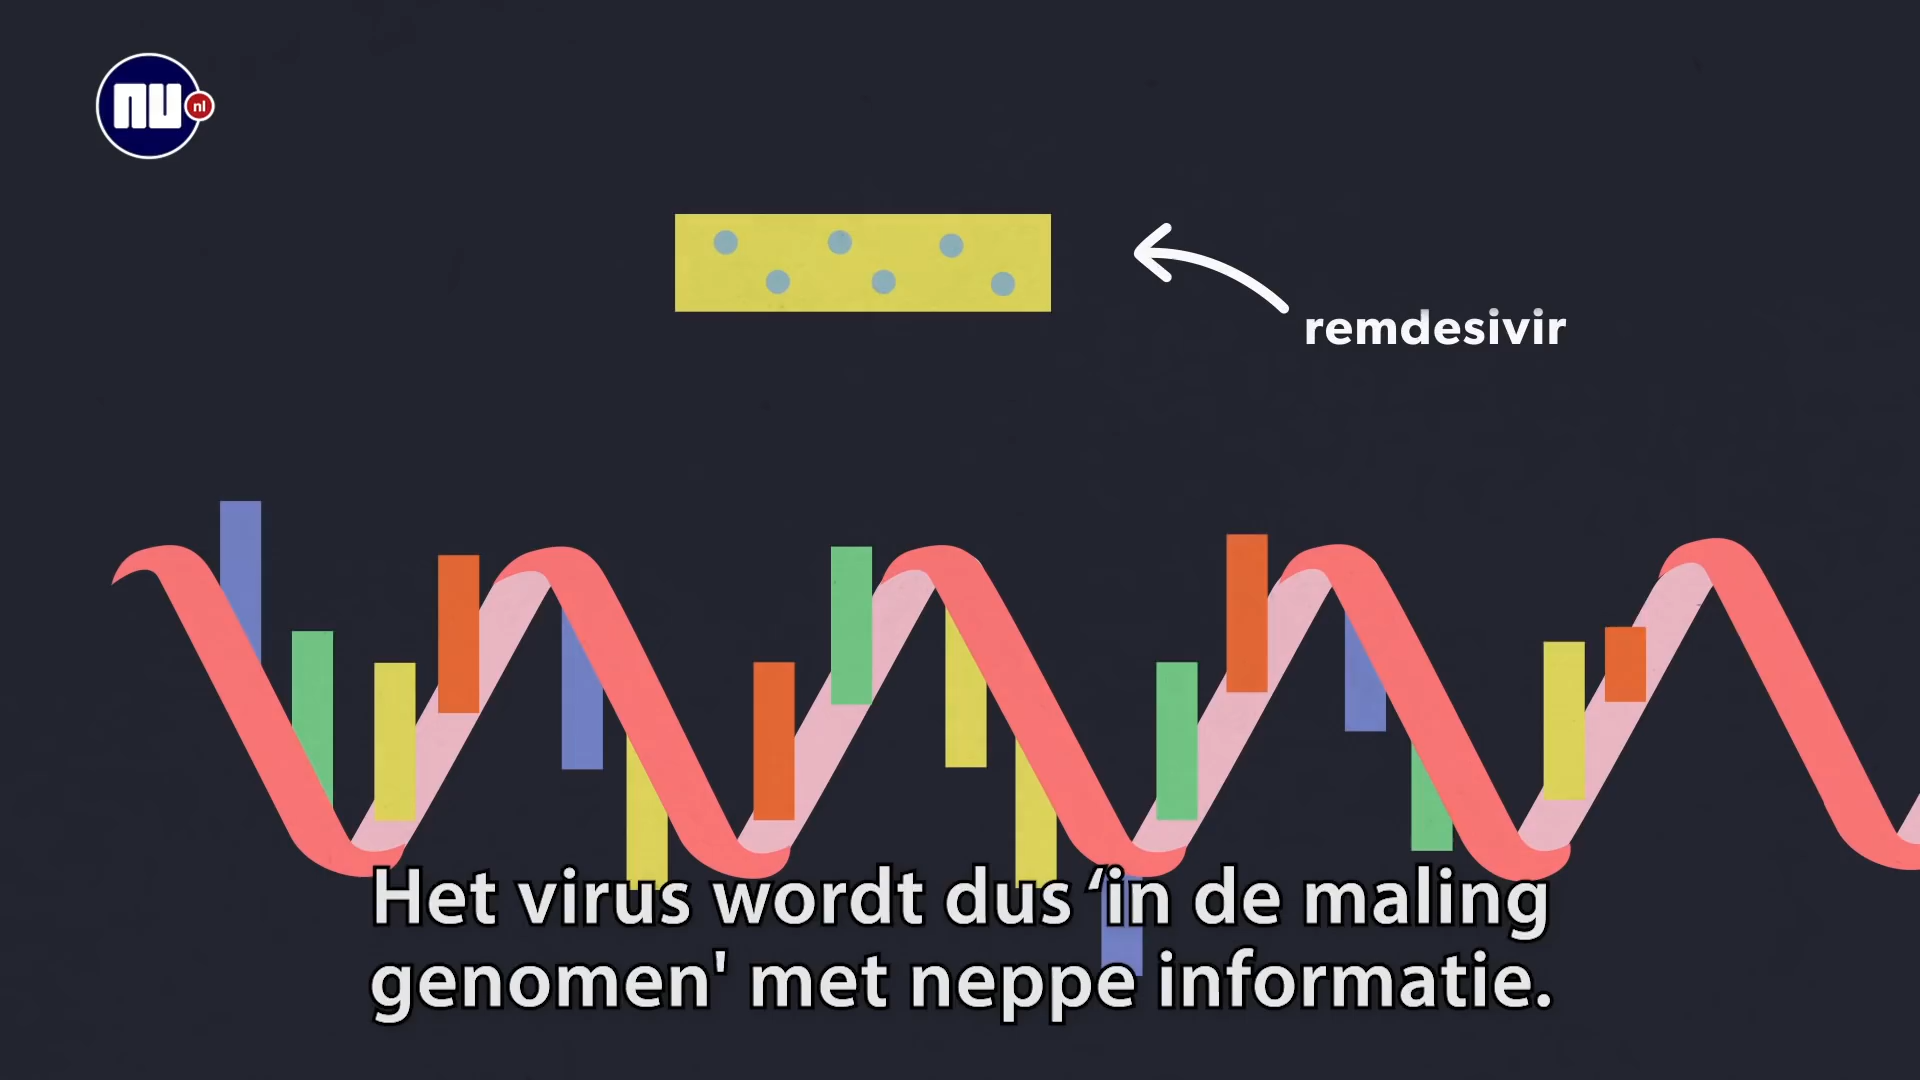 nu
nl
remdesivir
Het virus wordt dus ‘in de maling
genomen' met neppe informatie.